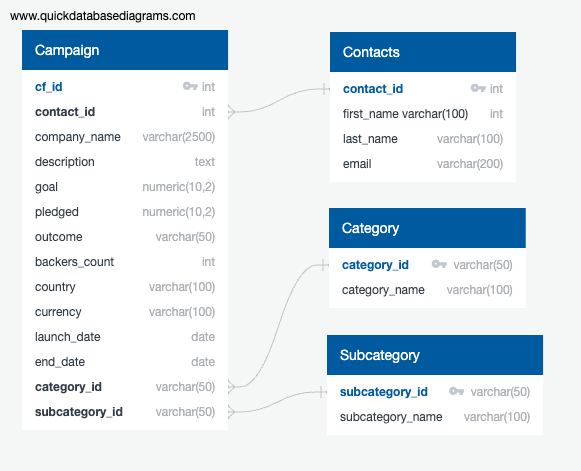 www.quickdatabasediagrams.com
Campaign
cf_id int
contact_id int
company_name varchar(2500)
description text
goal numeric(10,2)
pledged numeric(10,2)
outcome varchar(50)
backers_count int
country varchar(100)
currency varchar(100)
launch_date date
end_date date
category_id varchar(50)
subcategory_id varchar(50)
Contacts
contact_id int
first_name varchar(100) int
last_name varchar(100)
email varchar(200)
Category
category_id varchar(50)
category_name varchar(100)
Subcategory
subcategory_id varchar(50)
subcategory_name varchar(100)